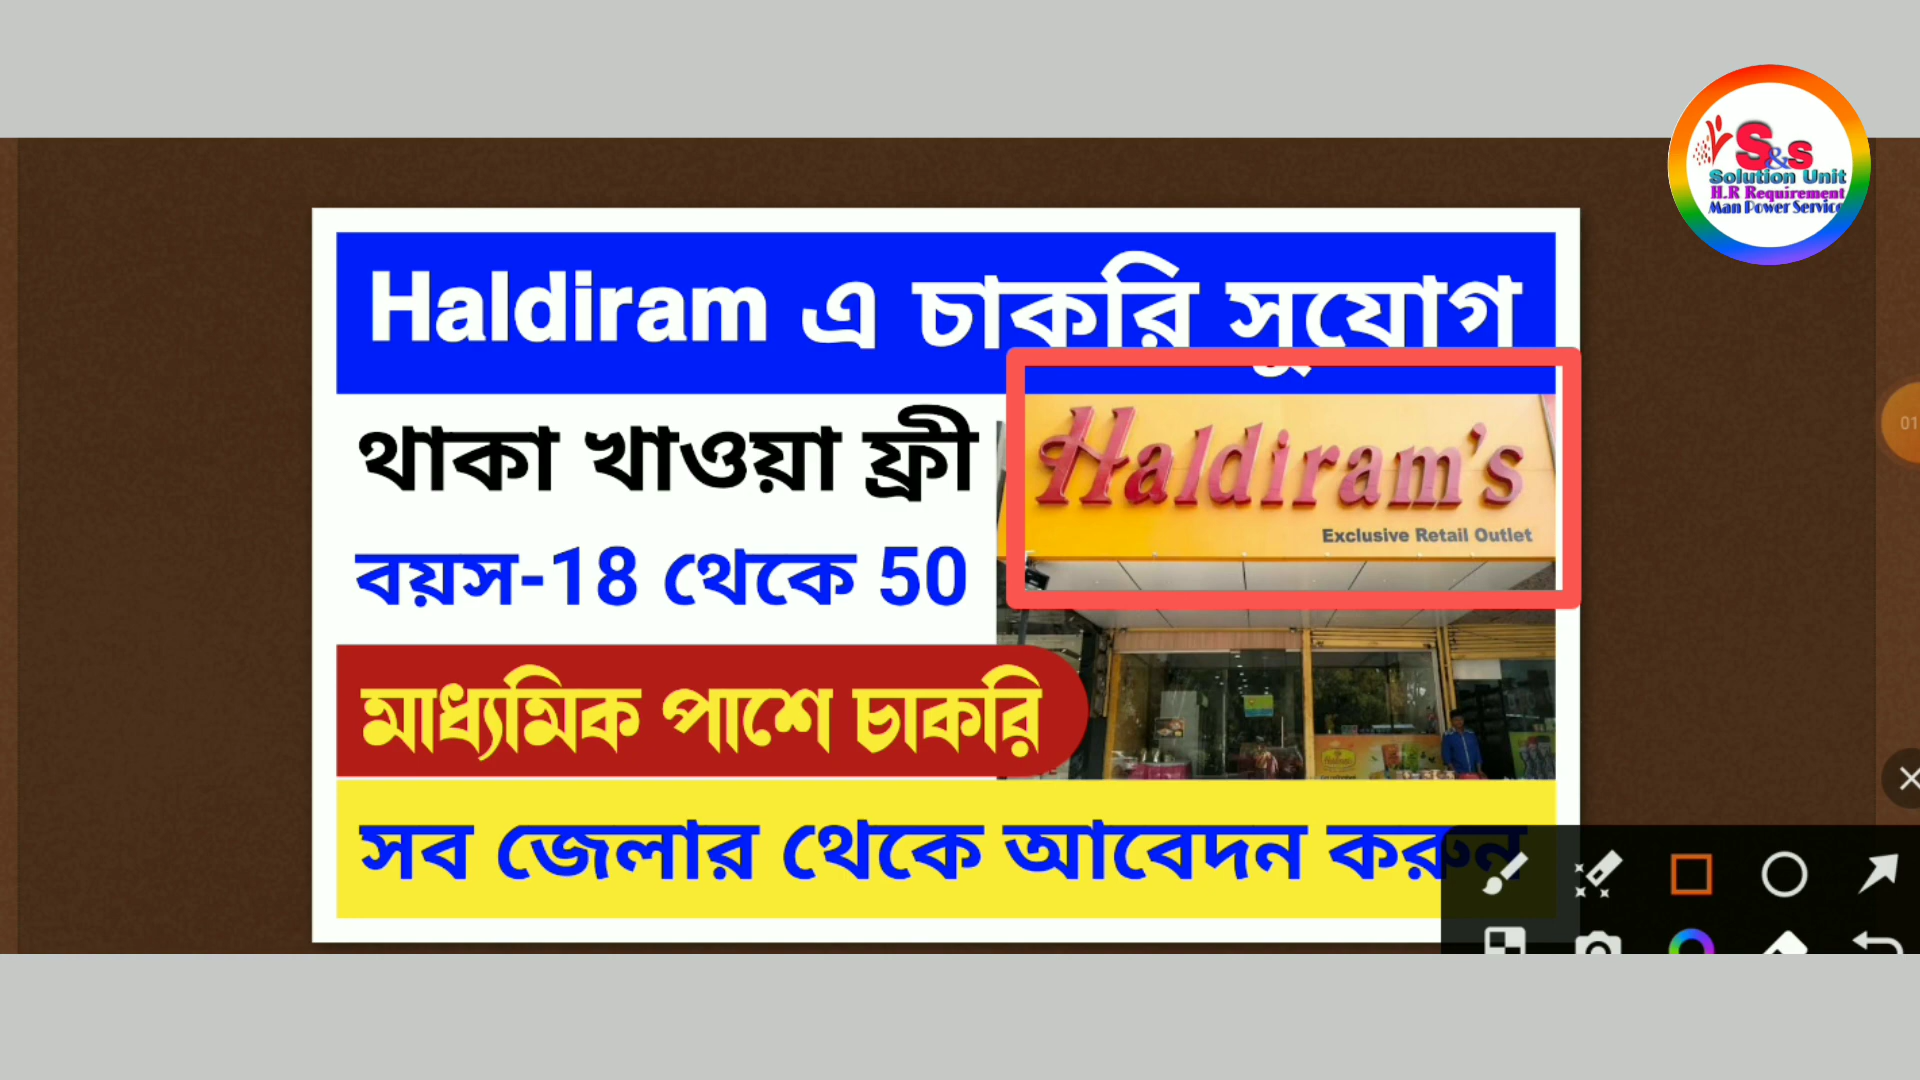 S&S
Solution Unit
H.R Requirement
Man Power Service
Haldiram এ চাকরি সুযোগ
থাকা খাওয়া ফ্রী
বয়স-18 থেকে 50
Haldiram's
Exclusive Retail Outlet
মাধ্যমিক পাশে চাকরি
সব জেলার থেকে আবেদন করুন
01